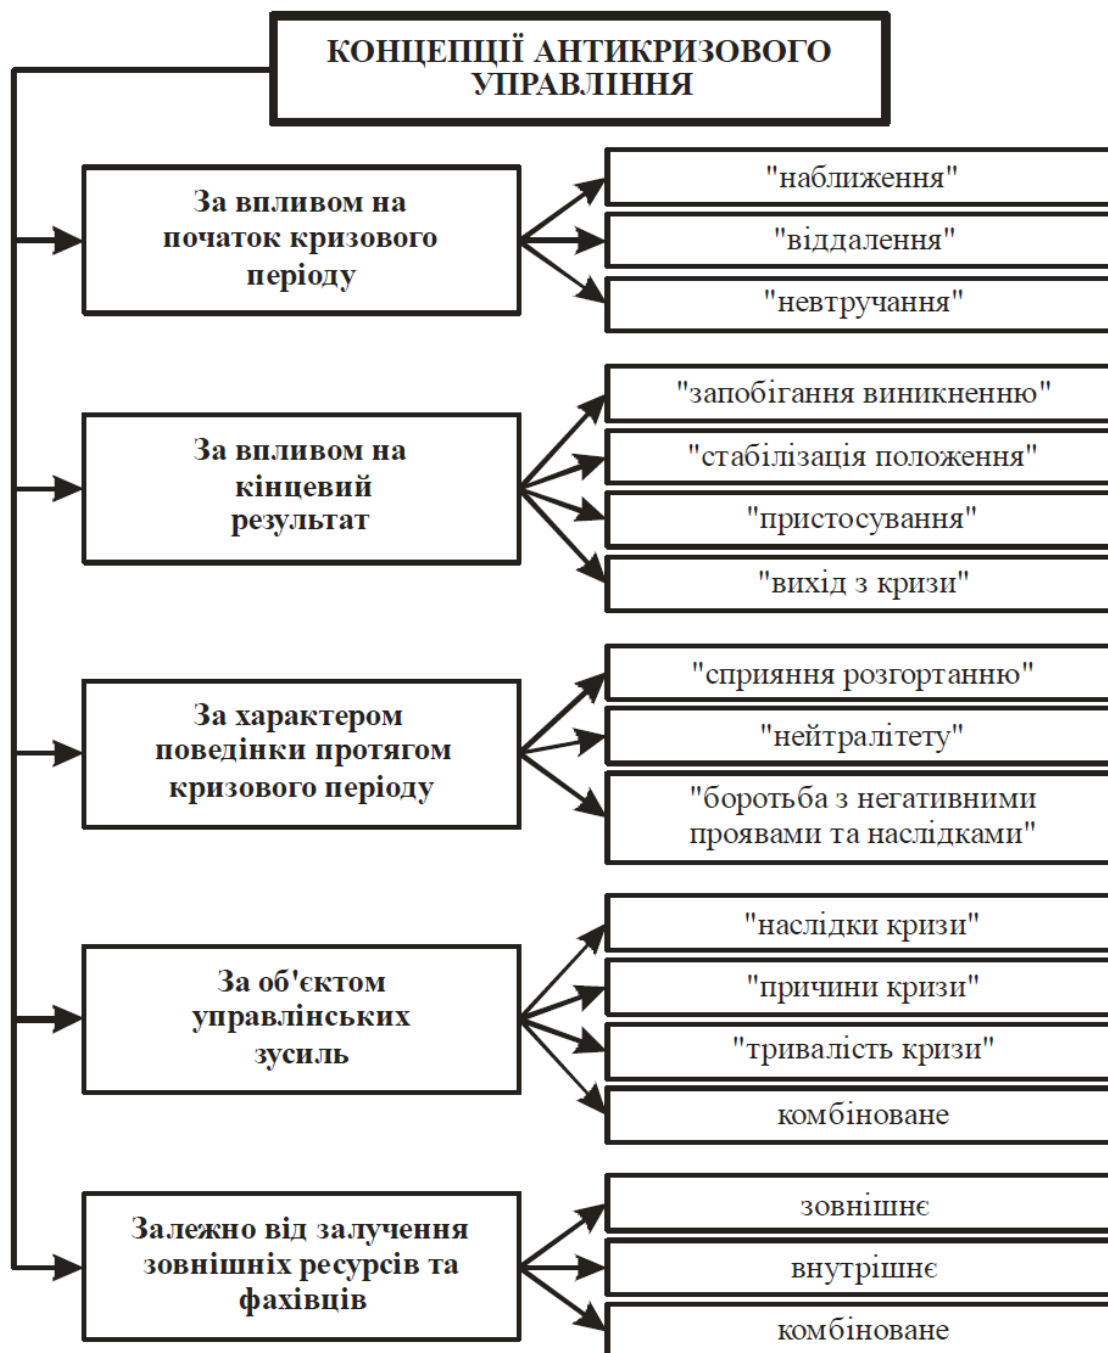 КОНЦЕПЦІЇ АНТИКРИЗОВОГО
УПРАВЛІННЯ
За впливом на
початок кризового
періоду
"наближення"
"віддалення"
"невтручання"
За впливом на
кінцевий
результат
"запобігання виникненню"
"стабілізація положення"
"пристосування"
"вихід з кризи"
За характером
поведінки протягом
кризового періоду
"сприяння розгортанню"
"нейтралітету"
"боротьба з негативними
проявами та наслідками"
За об'єктом
управлінських
зусиль
"наслідки кризи"
"причини кризи"
"тривалість кризи"
комбіноване
Залежно від залучення
зовнішніх ресурсів та
фахівців
зовнішнє
внутрішнє
комбіноване